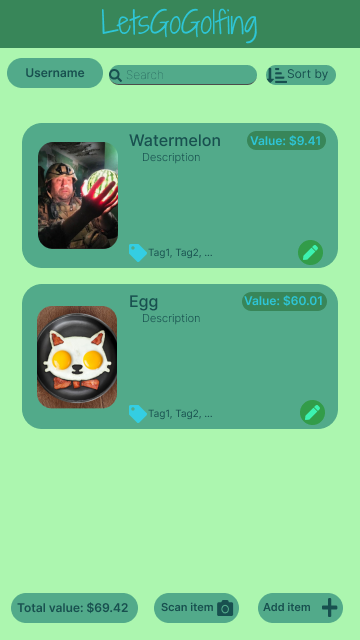 LetsGoGolfing
Username
Search
Sort by
Watermelon
Value: $9.41
Description
Tag1, Tag2, ...
Egg
Value: $60.01
Description
Tag1, Tag2, ...
Total value: $69.42
Scan item
Add item